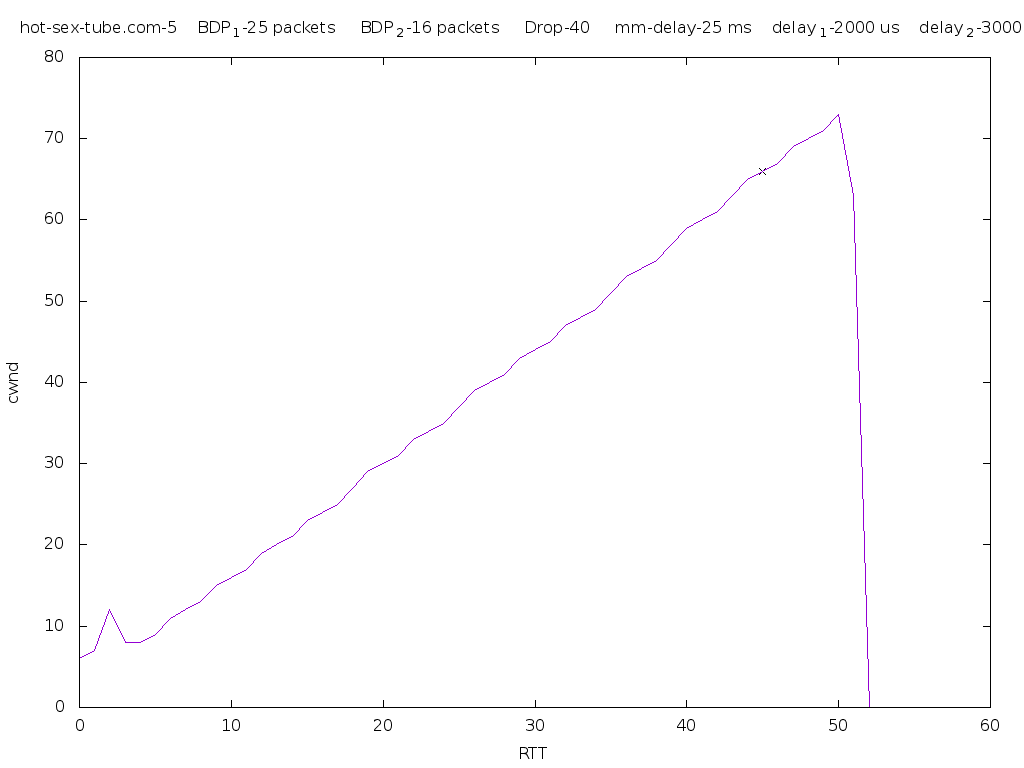 hot-sex-tube.com-5 BDP1-25 packets BDP2-16 packets Drop-40 mm-delay-25 ms delay1-2000 us delay2-3000
80
70
60
50
40
30
20
10
0
cwnd
0 10 20 30 40 50 60
RTT